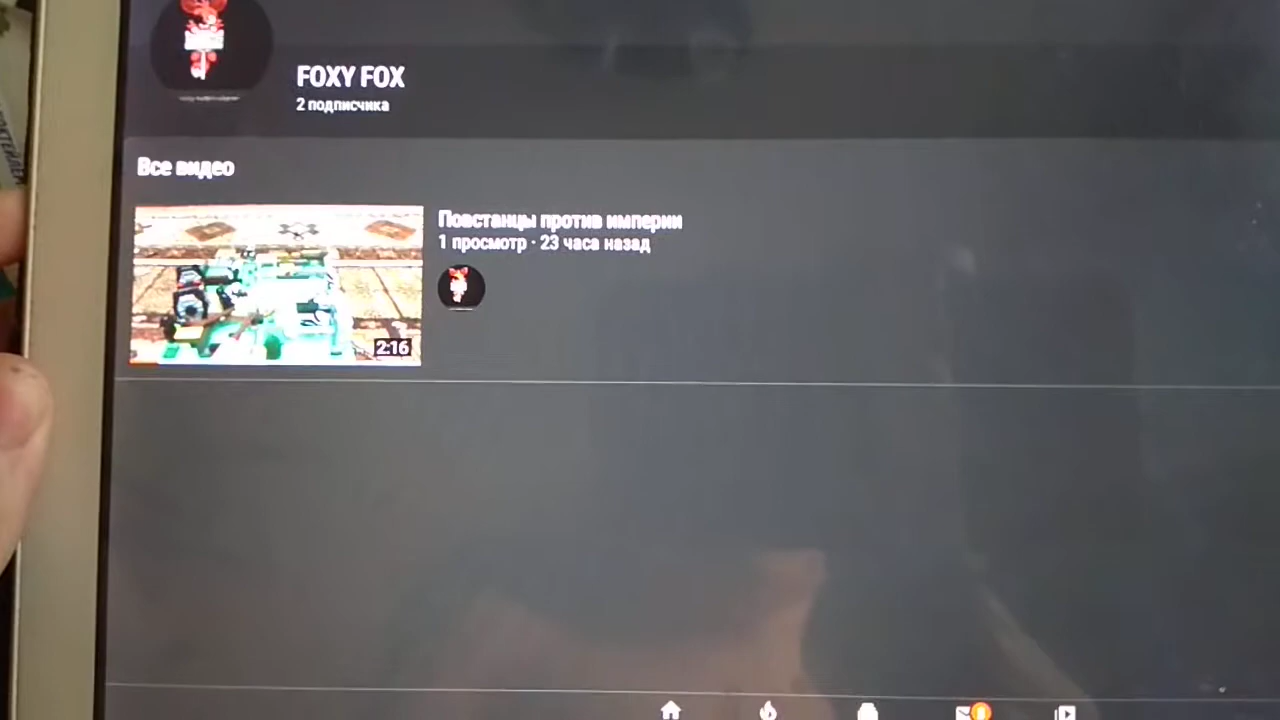 FOXY FOX
2 подписчика
Все видео
Повстанцы против империи
1 просмотр · 23 часа назад
2:16